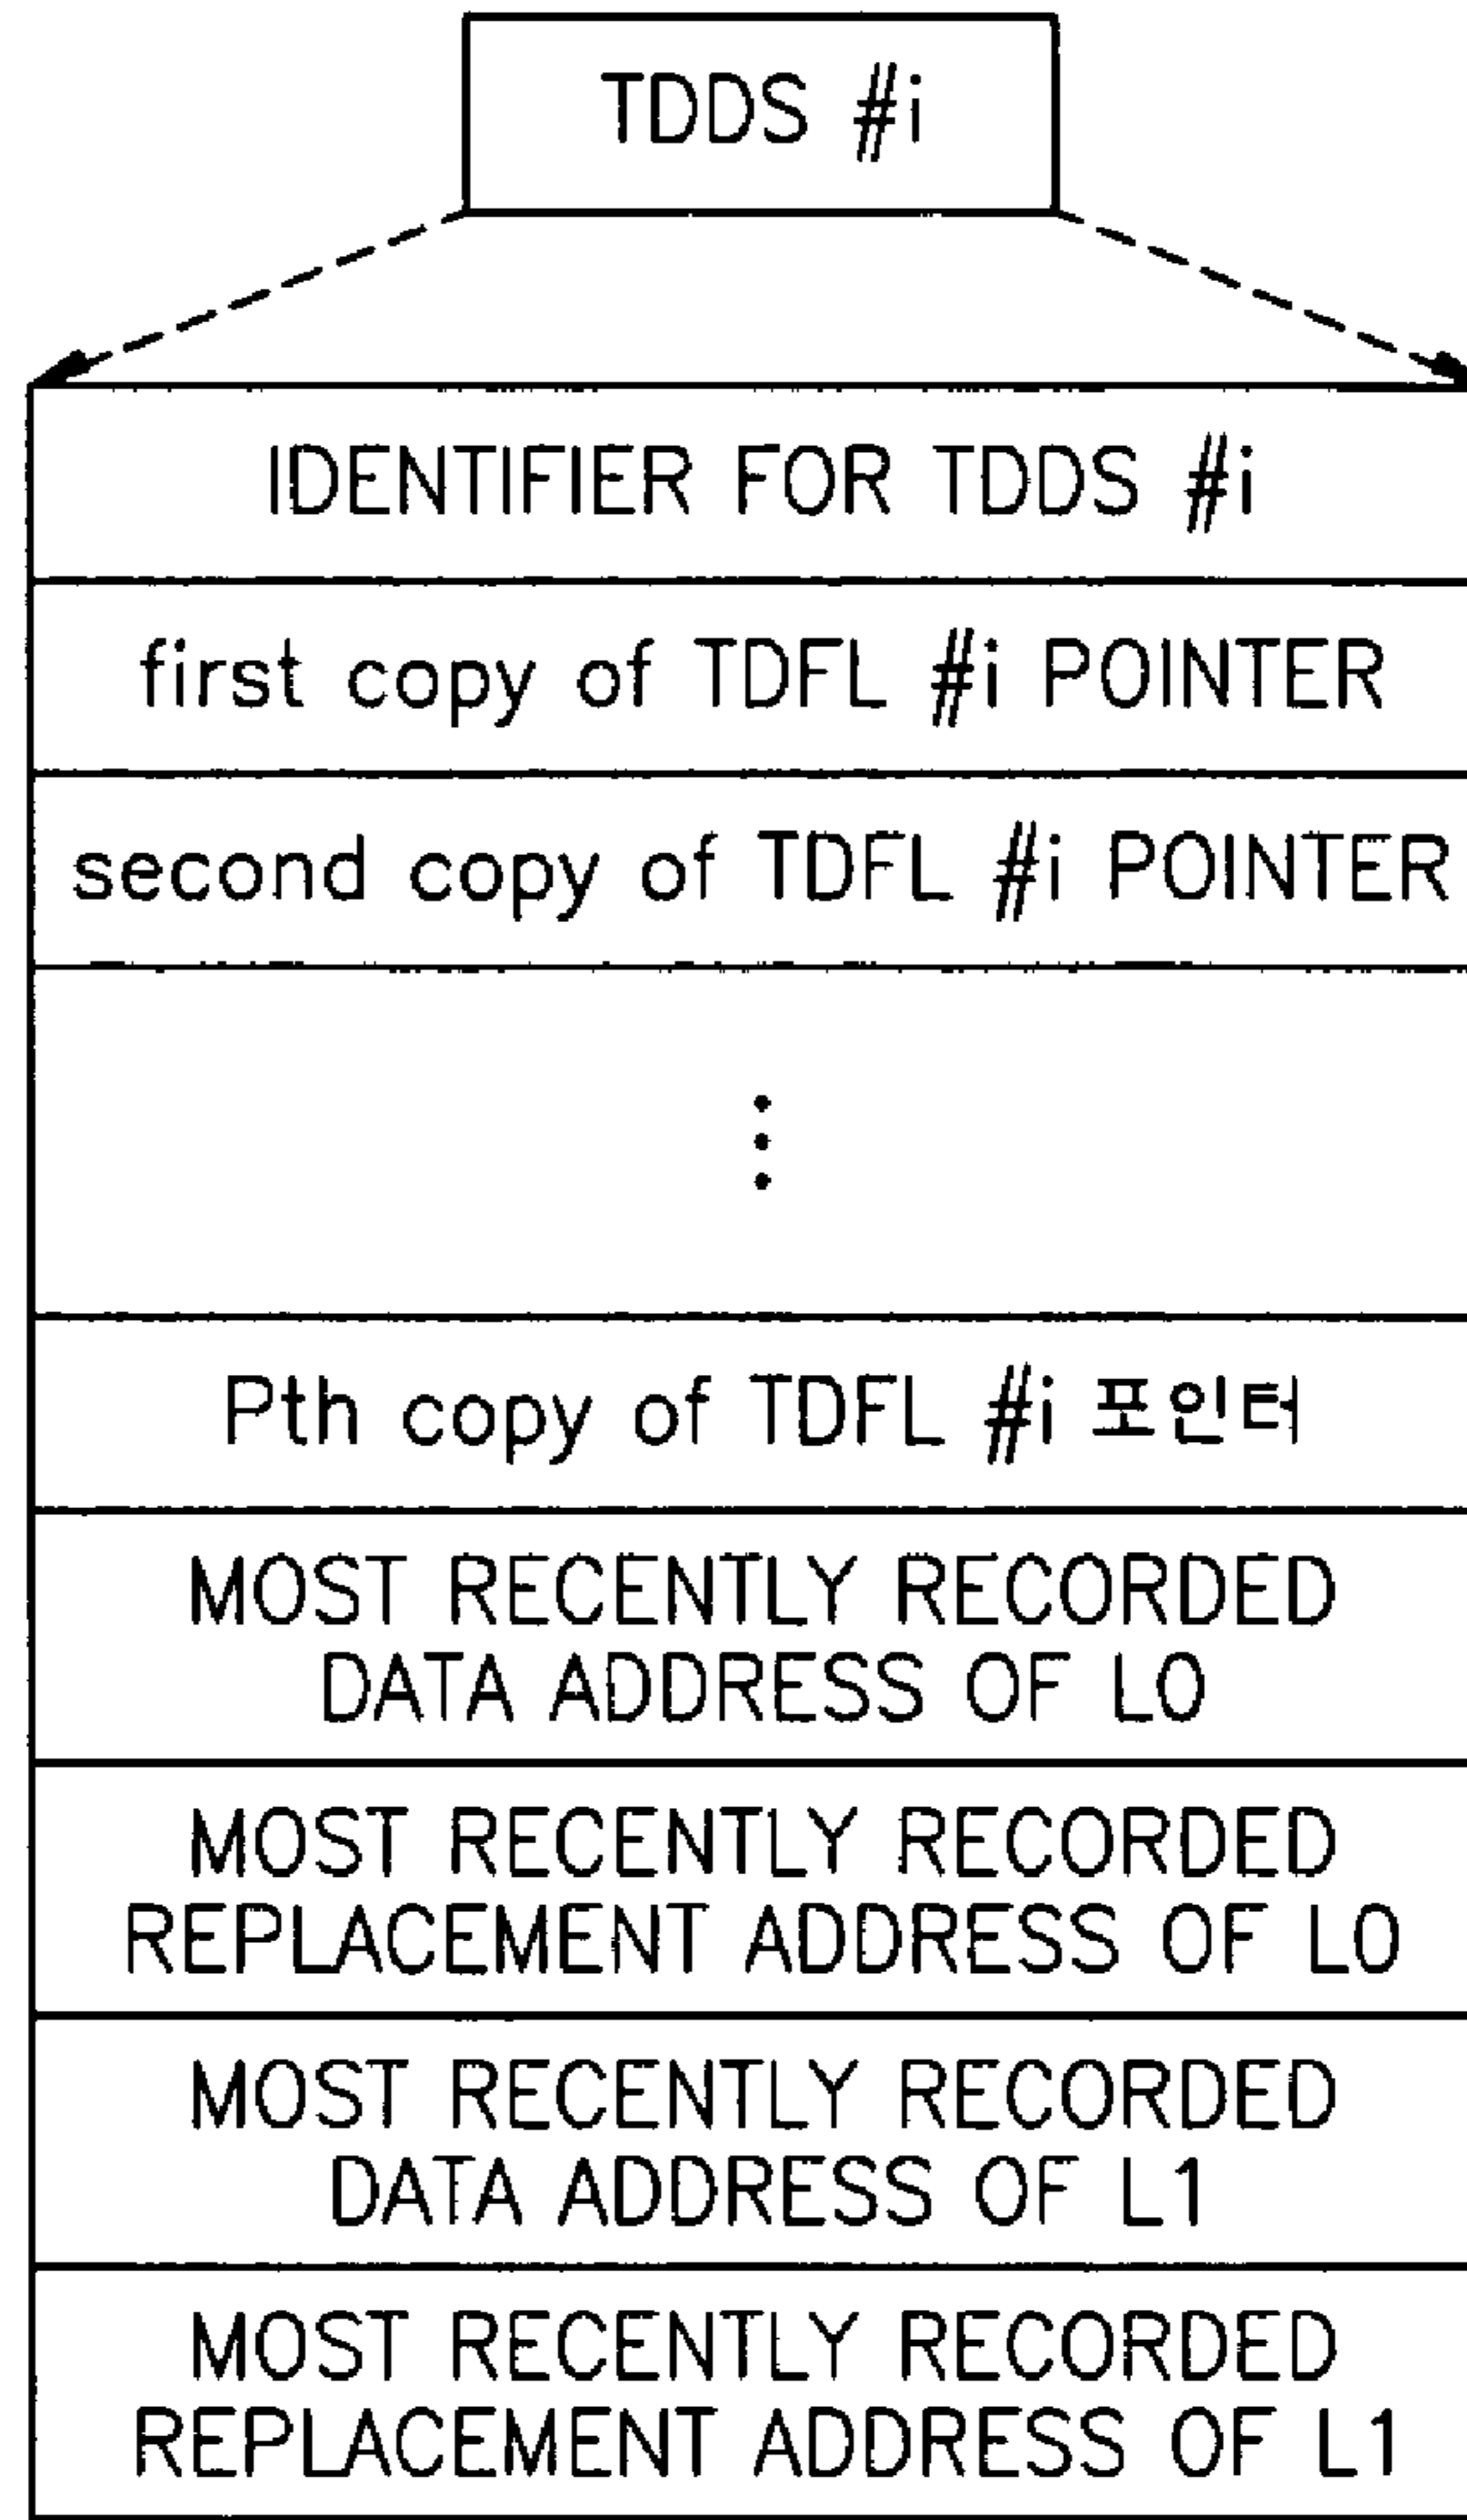 TDDS #i
IDENTIFIER FOR TDDS #i
first copy of TDFL #i POINTER
second copy of TDFL #i POINTER
Pth copy of TDFL #i 포인터
MOST RECENTLY RECORDED
DATA ADDRESS OF L0
MOST RECENTLY RECORDED
REPLACEMENT ADDRESS OF L0
MOST RECENTLY RECORDED
DATA ADDRESS OF L1
MOST RECENTLY RECORDED
REPLACEMENT ADDRESS OF L1